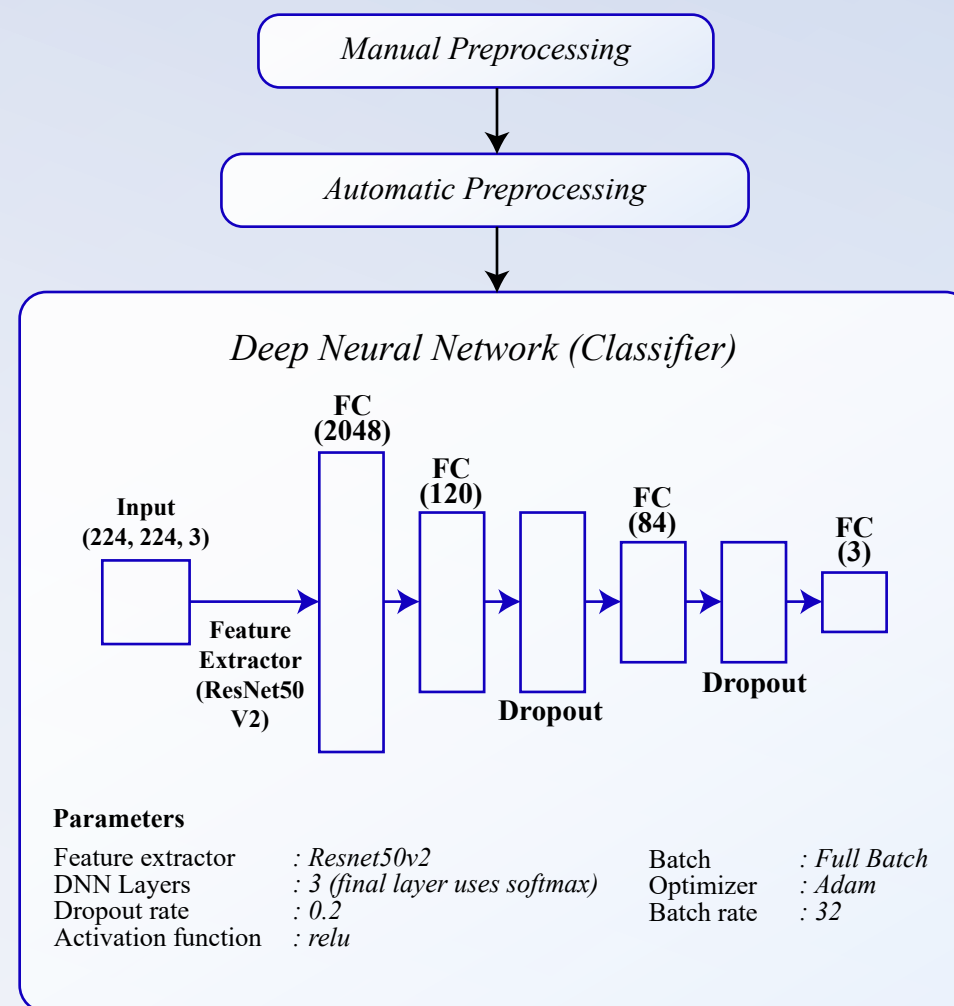 Manual Preprocessing
Automatic Preprocessing
Deep Neural Network (Classifier)
Input
(224, 224, 3)
Feature
Extractor
(ResNet50
V2)
FC
(2048)
FC
(120)
Dropout
FC
(84)
Dropout
FC
(3)
Parameters
Feature extractor : Resnet50v2
DNN Layers : 3 (final layer uses softmax)
Dropout rate : 0.2
Activation function : relu
Batch : Full Batch
Optimizer : Adam
Batch rate : 32